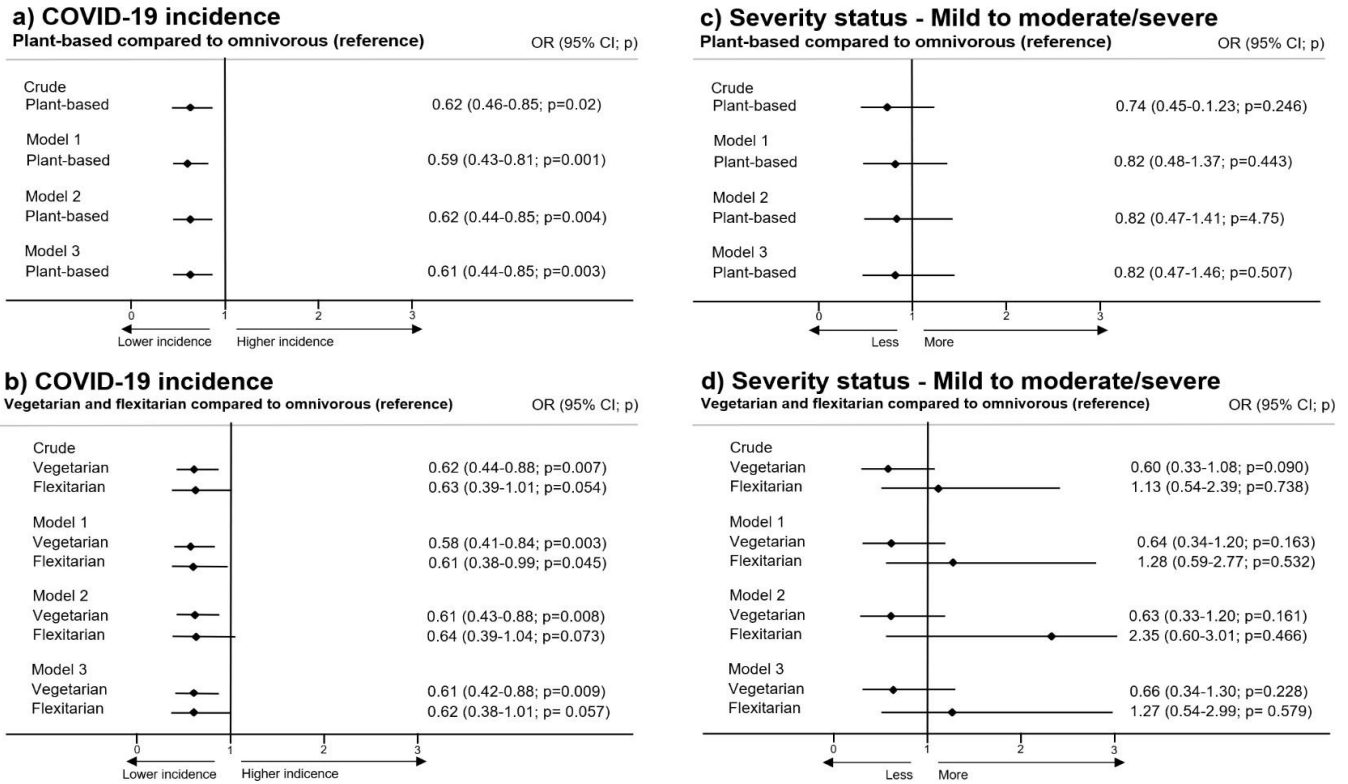 a) COVID-19 incidence
Plant-based compared to omnivorous (reference) OR (95% CI; p)
Crude
Plant-based 0.62 (0.46-0.85; p=0.02)
Model 1
Plant-based 0.59 (0.43-0.81; p=0.001)
Model 2
Plant-based 0.62 (0.44-0.85; p=0.004)
Model 3
Plant-based 0.61 (0.44-0.85; p=0.003)
0 1 2 3
Lower incidence Higher incidence
b) COVID-19 incidence
Vegetarian and flexitarian compared to omnivorous (reference) OR (95% CI; p)
Crude
Vegetarian 0.62 (0.44-0.88; p=0.007)
Flexitarian 0.63 (0.39-1.01; p=0.054)
Model 1
Vegetarian 0.58 (0.41-0.84; p=0.003)
Flexitarian 0.61 (0.38-0.99; p=0.045)
Model 2
Vegetarian 0.61 (0.43-0.88; p=0.008)
Flexitarian 0.64 (0.39-1.04; p=0.073)
Model 3
Vegetarian 0.61 (0.42-0.88; p=0.009)
Flexitarian 0.62 (0.38-1.01; p= 0.057)
0 1 2 3
Lower incidence Higher indicence
c) Severity status - Mild to moderate/severe
Plant-based compared to omnivorous (reference) OR (95% CI; p)
Crude
Plant-based 0.74 (0.45-0.1.23; p=0.246)
Model 1
Plant-based 0.82 (0.48-1.37; p=0.443)
Model 2
Plant-based 0.82 (0.47-1.41; p=4.75)
Model 3
Plant-based 0.82 (0.47-1.46; p=0.507)
0 1 2 3
Less More
d) Severity status - Mild to moderate/severe
Vegetarian and flexitarian compared to omnivorous (reference) OR (95% CI; p)
Crude
Vegetarian 0.60 (0.33-1.08; p=0.090)
Flexitarian 1.13 (0.54-2.39; p=0.738)
Model 1
Vegetarian 0.64 (0.34-1.20; p=0.163)
Flexitarian 1.28 (0.59-2.77; p=0.532)
Model 2
Vegetarian 0.63 (0.33-1.20; p=0.161)
Flexitarian 2.35 (0.60-3.01; p=0.466)
Model 3
Vegetarian 0.66 (0.34-1.30; p=0.228)
Flexitarian 1.27 (0.54-2.99; p= 0.579)
0 1 2 3
Less More